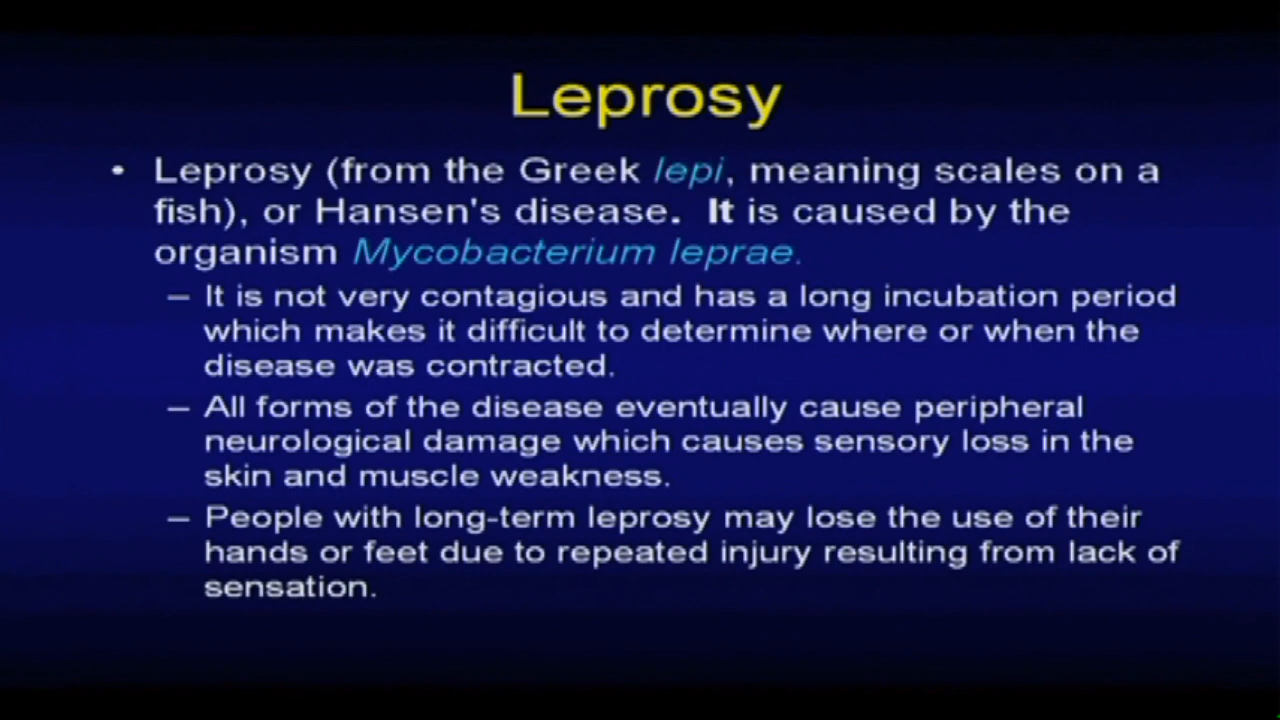 Leprosy
• Leprosy (from the Greek lepi, meaning scales on a
fish), or Hansen's disease. It is caused by the
organism Mycobacterium leprae.
– It is not very contagious and has a long incubation period
which makes it difficult to determine where or when the
disease was contracted.
– All forms of the disease eventually cause peripheral
neurological damage which causes sensory loss in the
skin and muscle weakness.
– People with long-term leprosy may lose the use of their
hands or feet due to repeated injury resulting from lack of
sensation.